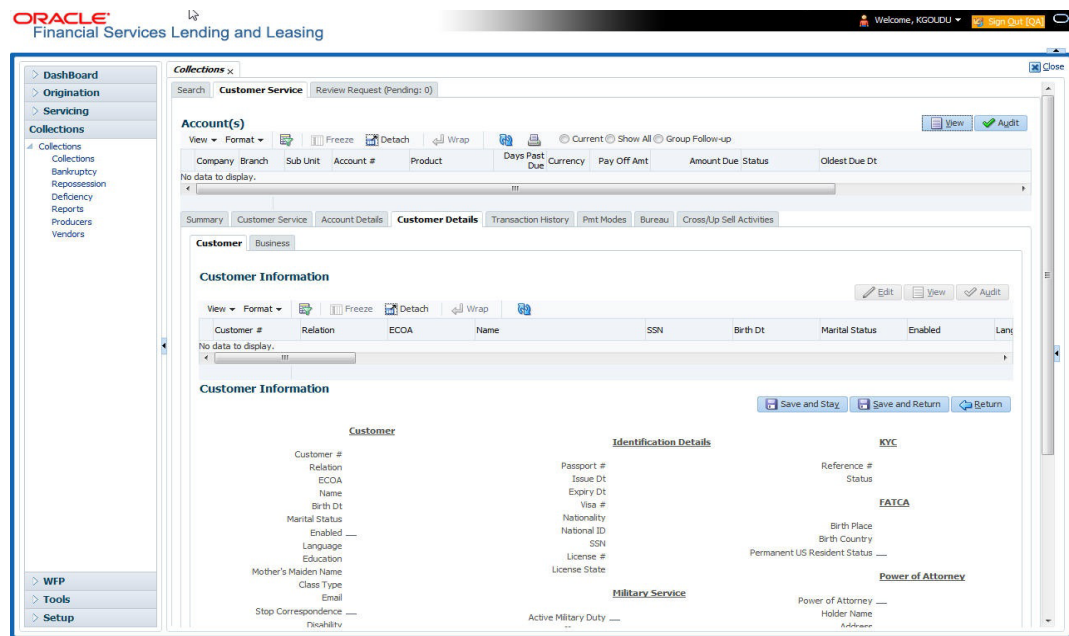 ORACLE®
Financial Services Lending and Leasing
Welcome, KGOUDU
Sign Out [QA]
Close
DashBoard
Origination
Servicing
Collections
Collections
Collections
Bankruptcy
Repossession
Deficiency
Reports
Producers
Vendors
WFP
Tools
Setup
Collections x
Search Customer Service Review Request (Pending: 0)
Account(s)
View Audit
View Format Freeze Detach Wrap Current Show All Group Follow-up
Company Branch Sub Unit Account # Product Days Past Due Currency Pay Off Amt Amount Due Status Oldest Due Dt
No data to display.
Summary Customer Service Account Details Customer Details Transaction History Pmt Modes Bureau Cross/Up Sell Activities
Customer Business
Customer Information
Edit View Audit
View Format Freeze Detach Wrap
Customer # Relation ECOA Name SSN Birth Dt Marital Status Enabled Lang
No data to display.
Customer Information
Save and Stay Save and Return Return
Customer
Customer #
Relation
ECOA
Name
Birth Dt
Marital Status
Enabled
Language
Education
Mother's Maiden Name
Class Type
Email
Stop Correspondence
Disability
Identification Details
Passport #
Issue Dt
Expiry Dt
Visa #
Nationality
National ID
SSN
License #
License State
Military Service
Active Military Duty
KYC
Reference #
Status
FATCA
Birth Place
Birth Country
Permanent US Resident Status
Power of Attorney
Power of Attorney
Holder Name
Address